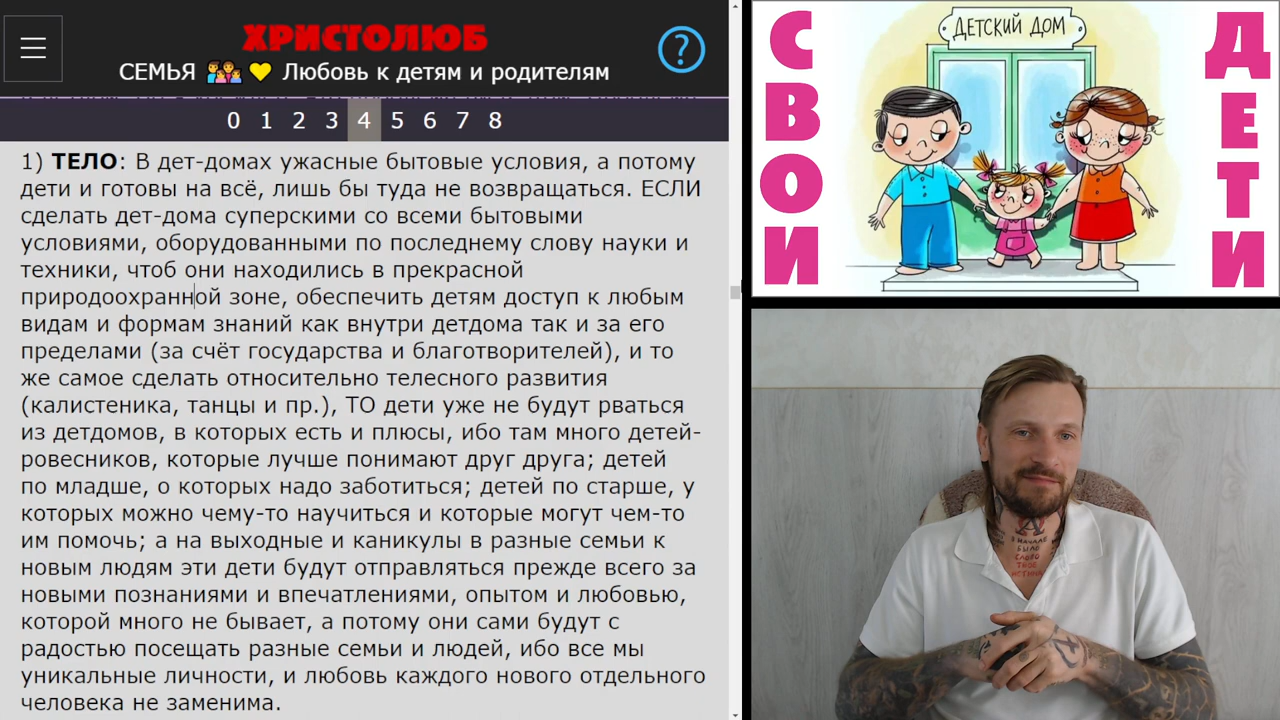 ХРИСТОЛЮБ
СЕМЬЯ Любовь к детям и родителям
0 1 2 3 4 5 6 7 8
1) ТЕЛО: В дет-домах ужасные бытовые условия, а потому
дети и готовы на всё, лишь бы туда не возвращаться. ЕСЛИ
сделать дет-дома суперскими со всеми бытовыми
условиями, оборудованными по последнему слову науки и
техники, чтоб они находились в прекрасной
природоохранной зоне, обеспечить детям доступ к любым
видам и формам знаний как внутри детдома так и за его
пределами (за счёт государства и благотворителей), и то
же самое сделать относительно телесного развития
(калистеника, танцы и пр.), ТО дети уже не будут рваться
из детдомов, в которых есть и плюсы, ибо там много детей-
ровесников, которые лучше понимают друг друга; детей
по младше, о которых надо заботиться; детей по старше, у
которых можно чему-то научиться и которые могут чем-то
им помочь; а на выходные и каникулы в разные семьи к
новым людям эти дети будут отправляться прежде всего за
новыми познаниями и впечатлениями, опытом и любовью,
которой много не бывает, а потому они сами будут с
радостью посещать разные семьи и людей, ибо все мы
уникальные личности, и любовь каждого нового отдельного
человека не заменима.
СВОИ
ДЕТСКИЙ ДОМ
ДЕТИ
В НАЧАЛЕ
БЫЛО
СЛОВО